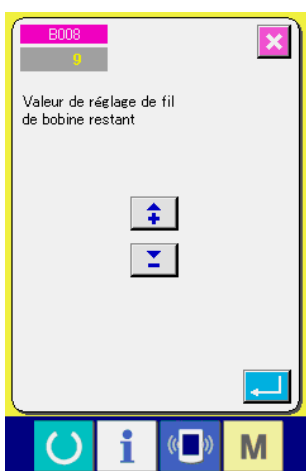 B008
9
Valeur de réglage de fil
de bobine restant
i
M